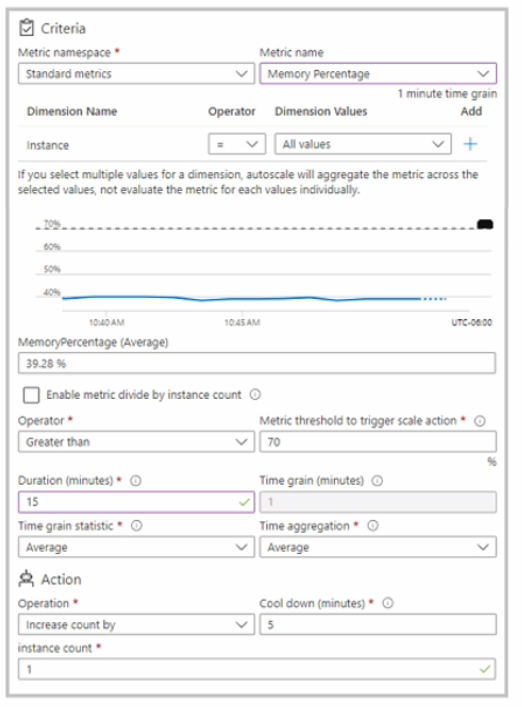 Criteria
Metric namespace *
Metric name
Standard metrics
Memory Percentage
1 minute time grain
Dimension Name Operator Dimension Values Add
Instance = All values +
If you select multiple values for a dimension, autoscale will aggregate the metric across the
selected values, not evaluate the metric for each values individually.
70%
60%
50%
40%
10:40 AM 10:45 AM UTC-06:00
MemoryPercentage (Average)
39.28 %
Enable metric divide by instance count
Operator *
Metric threshold to trigger scale action *
Greater than
70
%
Duration (minutes) *
Time grain (minutes)
15
1
Time grain statistic *
Time aggregation *
Average
Average
Action
Operation *
Cool down (minutes) *
Increase count by
5
instance count *
1